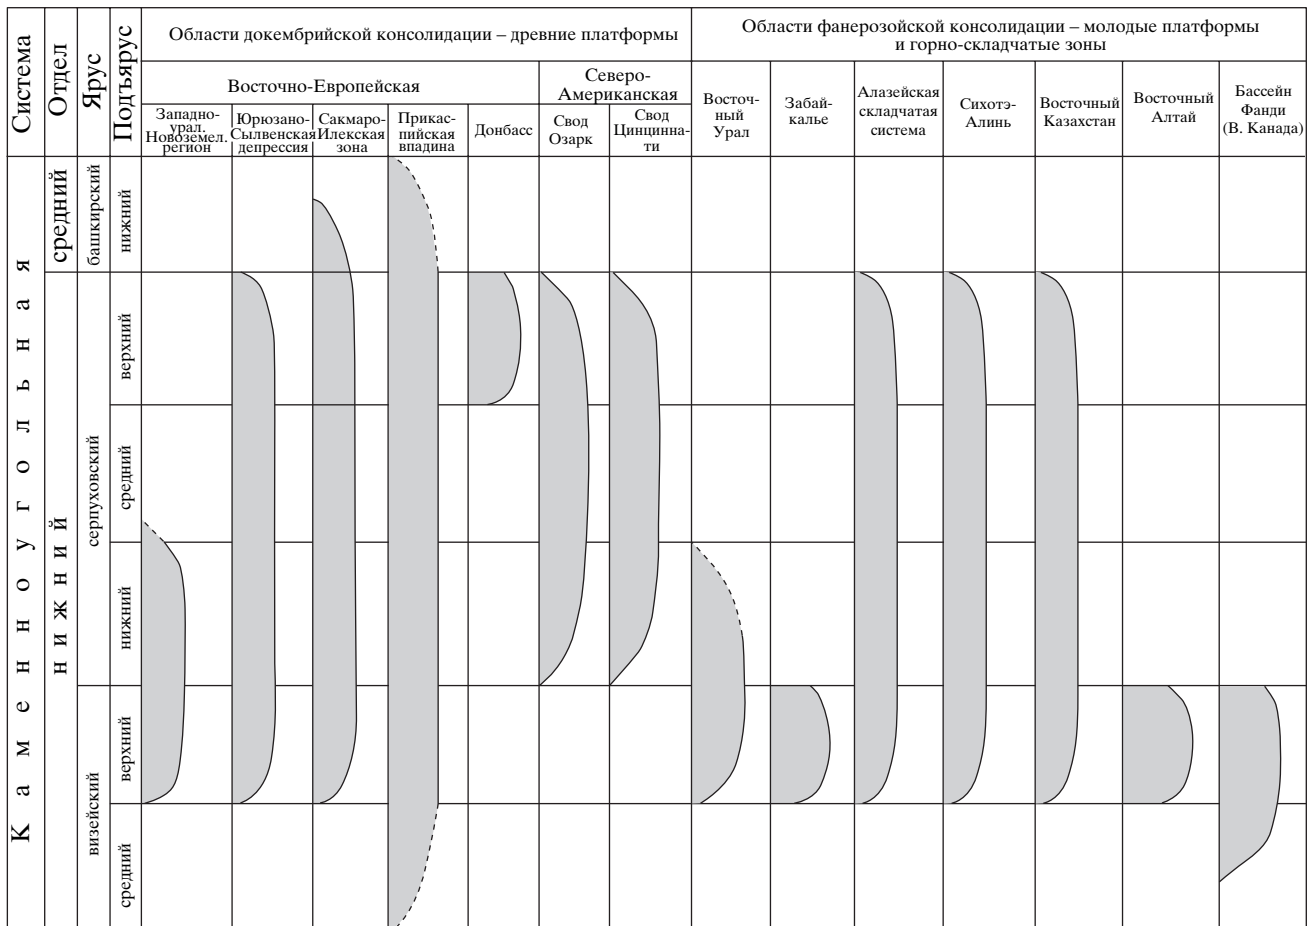 Система
Отдел
Ярус
Подъярус
Области докембрийской консолидации – древние платформы
Области фанерозойской консолидации – молодые платформы
и горно-складчатые зоны
Восточно-Европейская
Северо-
Американская
Западно-
урал.
Новоземел.
регион
Юрюзано-
Сылвенская
депрессия
Сакмаро-
Илекская
зона
Прикас-
пийская
впадина
Донбасс
Свод
Озарк
Свод
Цинцинна-
ти
Восточ-
ный
Урал
Забай-
калье
Алазейская
складчатая
система
Сихотэ-
Алинь
Восточный
Казахстан
Восточный
Алтай
Бассейн
Фанди
(В. Канада)
Каменноугольная
средний
нижний
башкирский
серпуховский
визейский
нижний
верхний
средний
нижний
верхний
средний